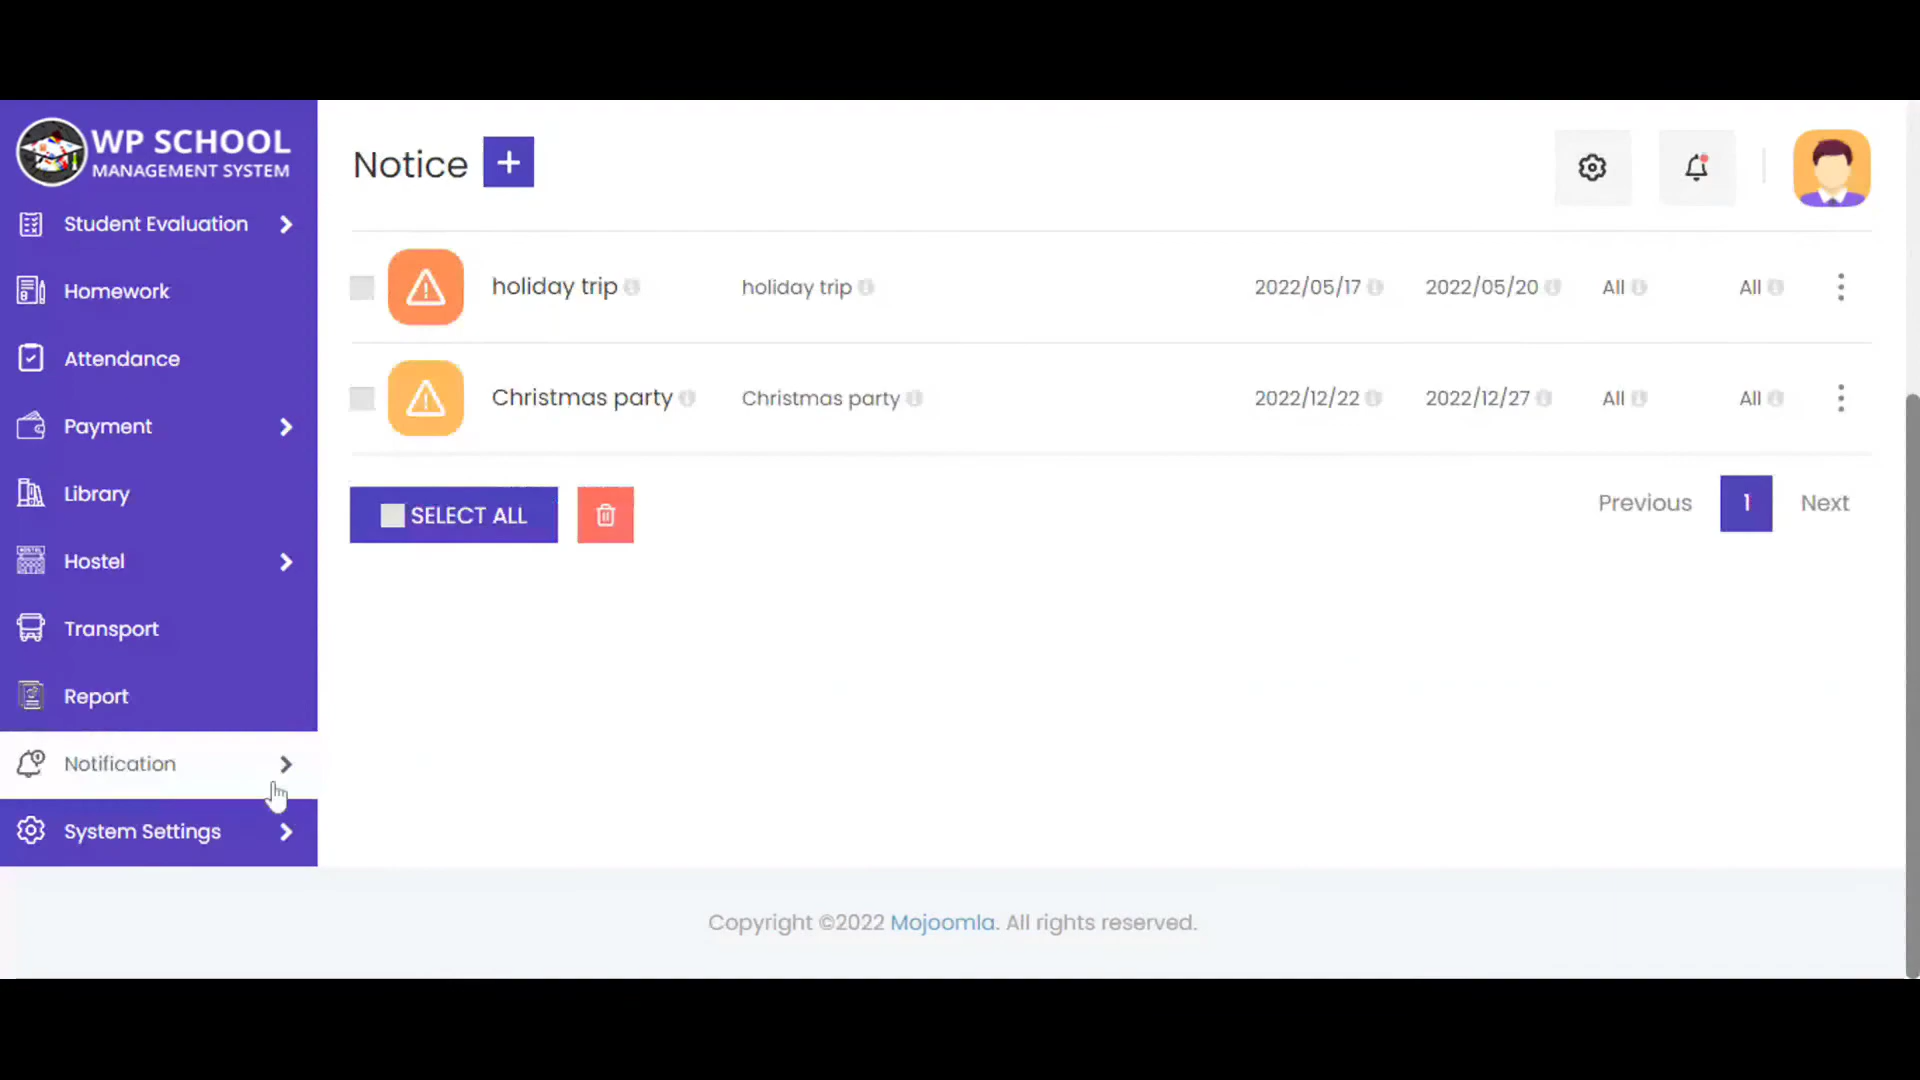 WP SCHOOL
MANAGEMENT SYSTEM
Student Evaluation
Homework
Attendance
Payment
Library
Hostel
Transport
Report
Notification
System Settings
Notice +
holiday trip holiday trip 2022/05/17 2022/05/20 All All
Christmas party Christmas party 2022/12/22 2022/12/27 All All
SELECT ALL
Previous 1 Next
Copyright ©2022 Mojoomla. All rights reserved.